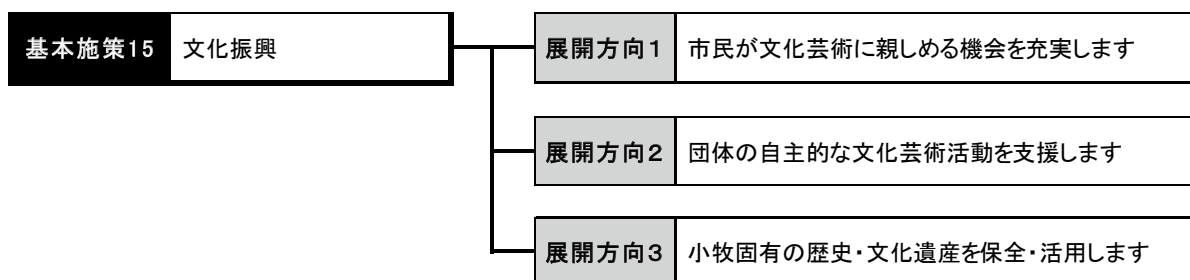 基本施策15 文化振興
展開方向1 市民が文化芸術に親しめる機会を充実します
展開方向2 団体の自主的な文化芸術活動を支援します
展開方向3 小牧固有の歴史・文化遺産を保全・活用します